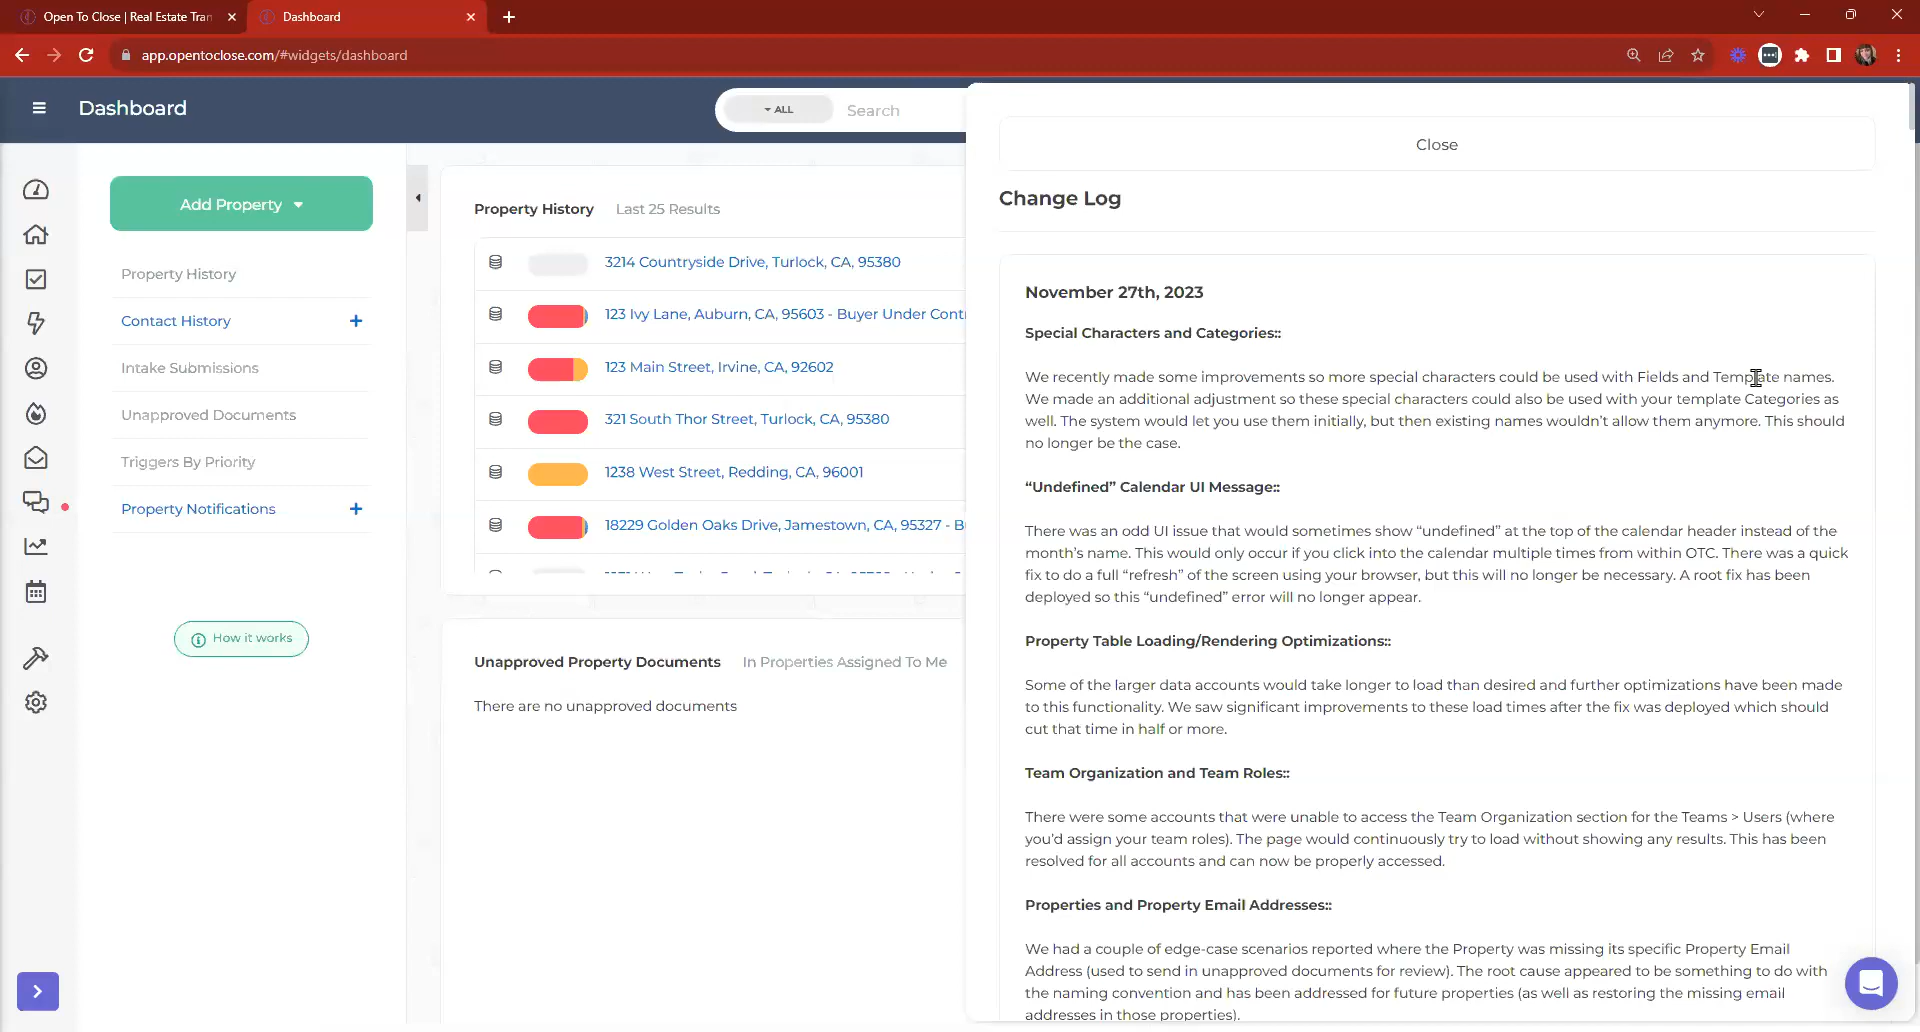 Open To Close | Real Estate Tran
Dashboard
app.opentoclose.com/#widgets/dashboard
Dashboard
ALL
Search
Add Property
Property History
Contact History
Intake Submissions
Unapproved Documents
Triggers By Priority
Property Notifications
How it works
Property History Last 25 Results
3214 Countryside Drive, Turlock, CA, 95380
123 Ivy Lane, Auburn, CA, 95603 - Buyer Under Contr
123 Main Street, Irvine, CA, 92602
321 South Thor Street, Turlock, CA, 95380
1238 West Street, Redding, CA, 96001
18229 Golden Oaks Drive, Jamestown, CA, 95327 - B
Unapproved Property Documents In Properties Assigned To Me
There are no unapproved documents
Close
Change Log
November 27th, 2023
Special Characters and Categories::
We recently made some improvements so more special characters could be used with Fields and Template names.
We made an additional adjustment so these special characters could also be used with your template Categories as
well. The system would let you use them initially, but then existing names wouldn't allow them anymore. This should
no longer be the case.
“Undefined” Calendar UI Message::
There was an odd UI issue that would sometimes show “undefined” at the top of the calendar header instead of the
month's name. This would only occur if you click into the calendar multiple times from within OTC. There was a quick
fix to do a full “refresh” of the screen using your browser, but this will no longer be necessary. A root fix has been
deployed so this “undefined” error will no longer appear.
Property Table Loading/Rendering Optimizations::
Some of the larger data accounts would take longer to load than desired and further optimizations have been made
to this functionality. We saw significant improvements to these load times after the fix was deployed which should
cut that time in half or more.
Team Organization and Team Roles::
There were some accounts that were unable to access the Team Organization section for the Teams > Users (where
you'd assign your team roles). The page would continuously try to load without showing any results. This has been
resolved for all accounts and can now be properly accessed.
Properties and Property Email Addresses::
We had a couple of edge-case scenarios reported where the Property was missing its specific Property Email
Address (used to send in unapproved documents for review). The root cause appeared to be something to do with
the naming convention and has been addressed for future properties (as well as restoring the missing email
addresses in those properties).